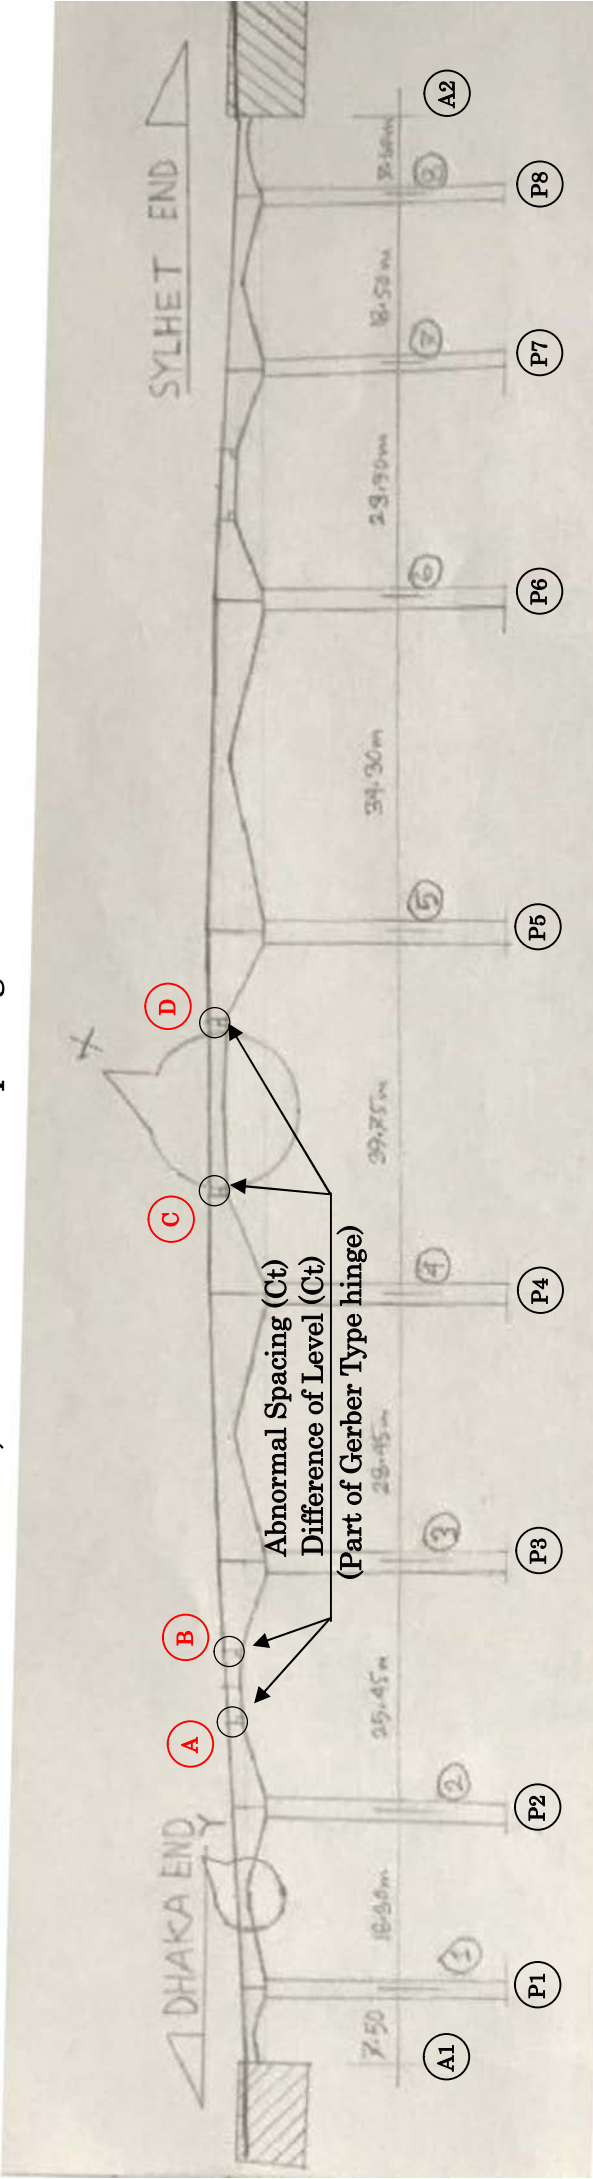 DHAKA END
SYLHET END
Y
X
A
B
C
D
Abnormal Spacing (Ct)
Difference of Level (Ct)
(Part of Gerber Type hinge)
7.50
25.45m
28.45m
39.75m
34.30m
23.90m
18.50m
1
2
3
4
5
6
7
8
A1
P1
P2
P3
P4
P5
P6
P7
P8
A2